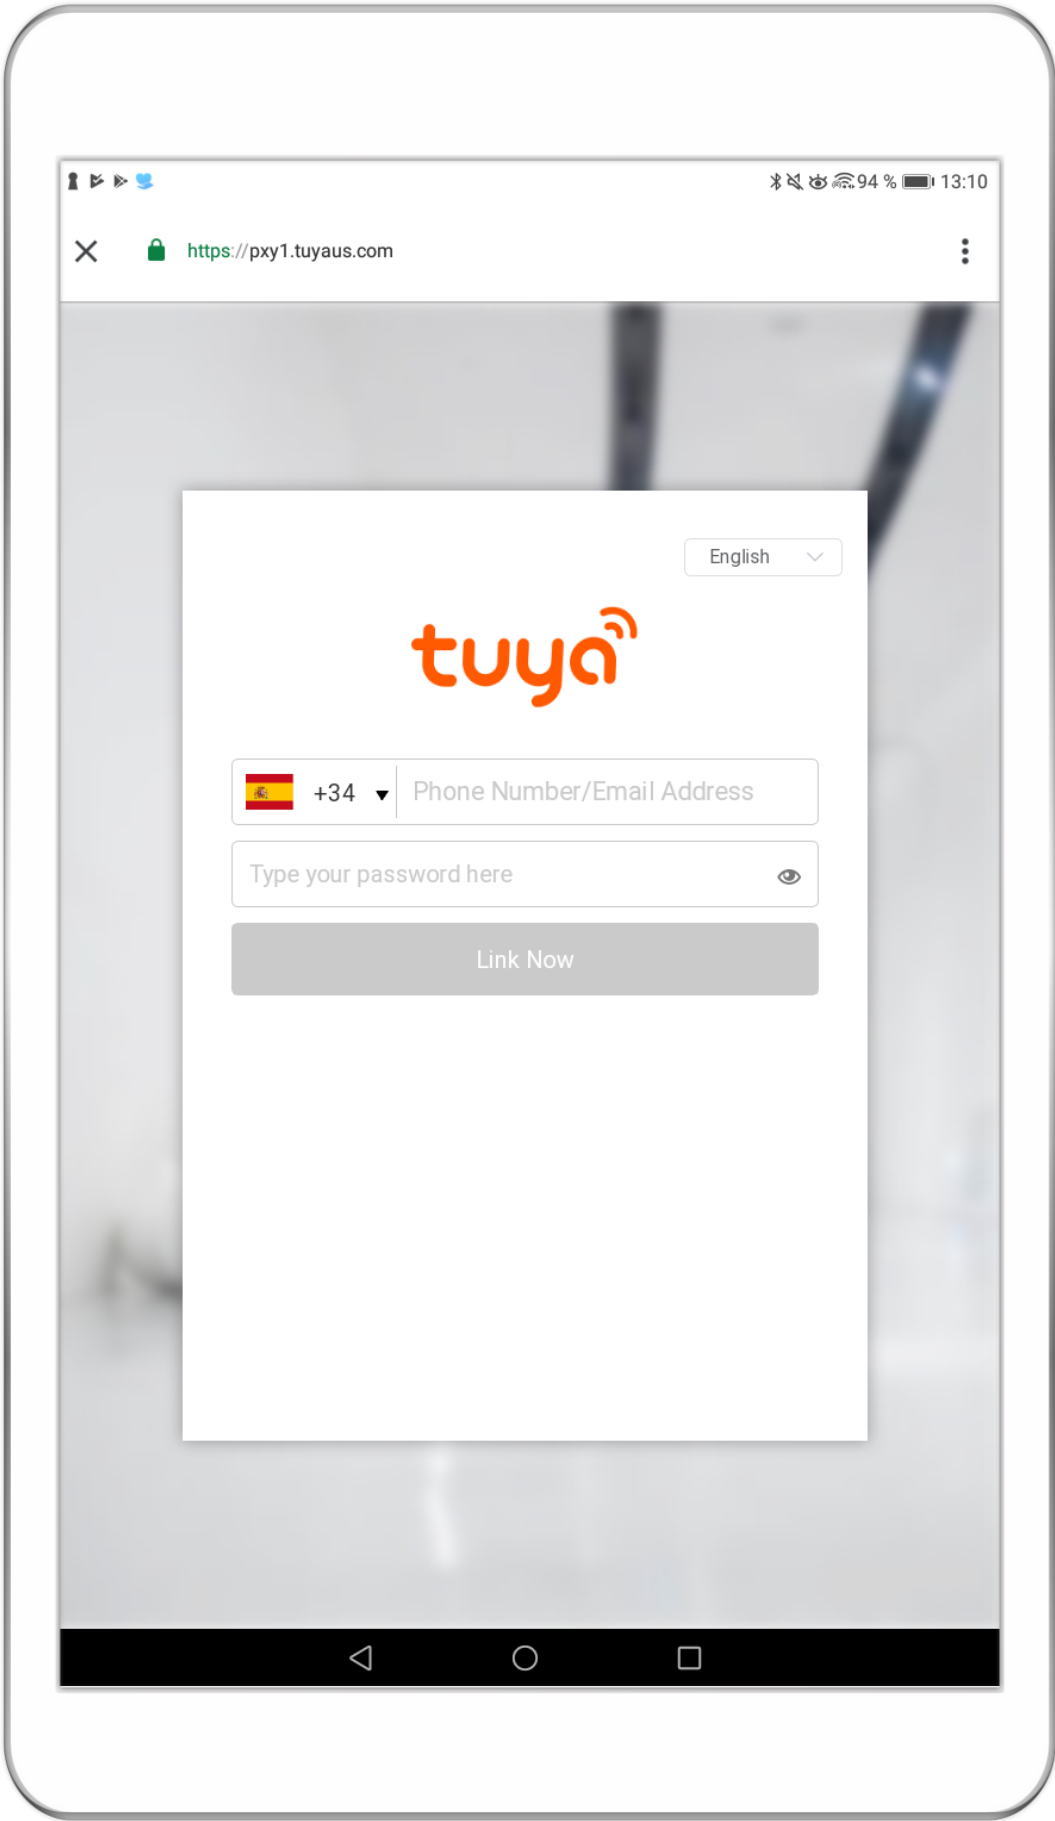 94 % 13:10
https://pxy1.tuyaus.com
English
tuya
+34 Phone Number/Email Address
Type your password here
Link Now